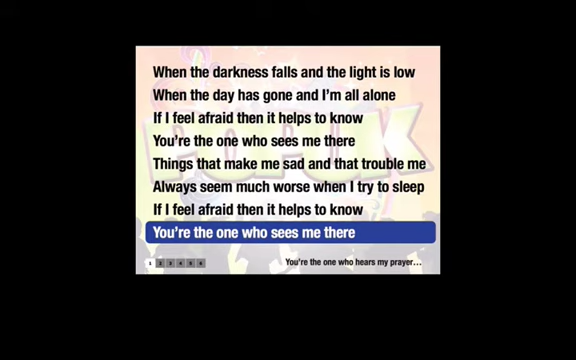 When the darkness falls and the light is low
When the day has gone and I'm all alone
If I feel afraid then it helps to know
You're the one who sees me there
Things that make me sad and that trouble me
Always seem much worse when I try to sleep
If I feel afraid then it helps to know
You're the one who sees me there
1 2 3 4 5 6
You're the one who hears my prayer...
POPUK